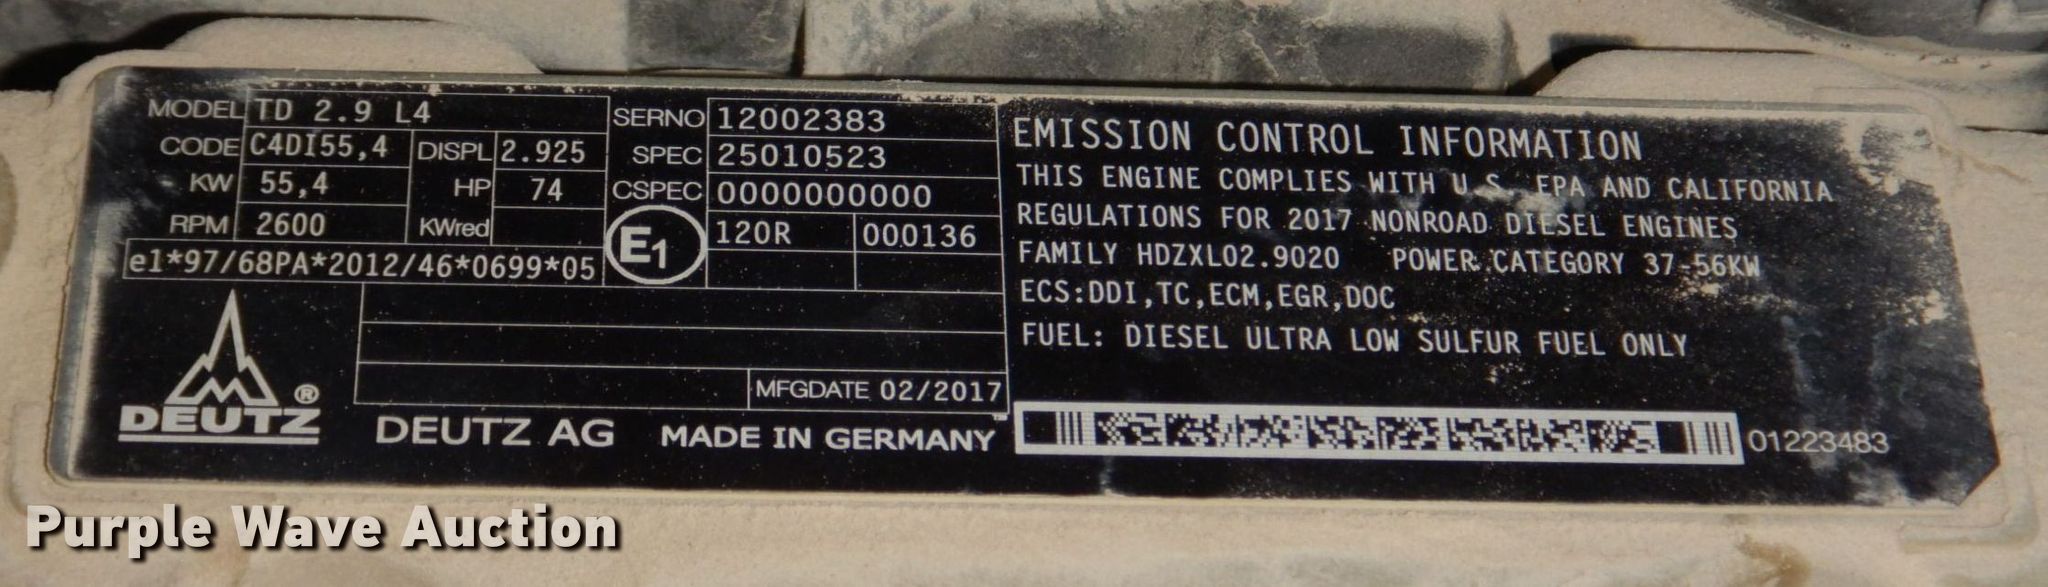 MODEL TD 2.9 L4
CODE C4DI55,4 DISPL 2.925
KW 55,4 HP 74
RPM 2600 KWred
e1*97/68PA*2012/46*0699*05
SERNO 12002383
SPEC 25010523
CSPEC 0000000000
E1 120R 000136
MFGDATE 02/2017
DEUTZ ®
DEUTZ AG MADE IN GERMANY
EMISSION CONTROL INFORMATION
THIS ENGINE COMPLIES WITH U.S. EPA AND CALIFORNIA
REGULATIONS FOR 2017 NONROAD DIESEL ENGINES
FAMILY HDZXL02.9020 POWER CATEGORY 37-56KW
ECS:DDI,TC,ECM,EGR,DOC
FUEL: DIESEL ULTRA LOW SULFUR FUEL ONLY
01223483
Purple Wave Auction